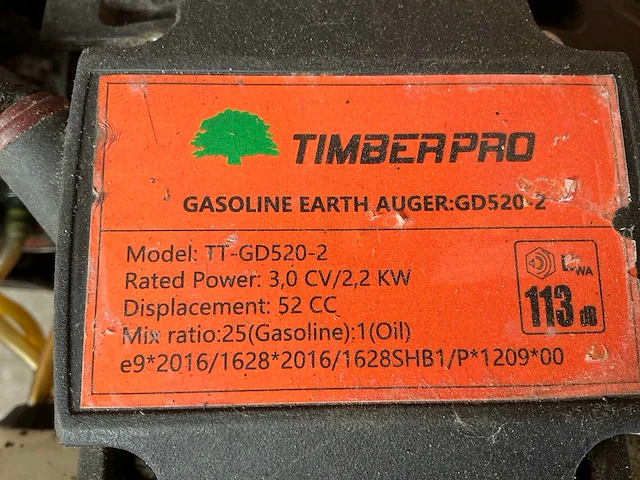 TIMBERPRO
GASOLINE EARTH AUGER:GD520-2
Model: TT-GD520-2
Rated Power: 3,0 CV/2,2 KW
Displacement: 52 CC
Mix ratio:25(Gasoline):1(Oil)
e9*2016/1628*2016/1628SHB1/P*1209*00
LWA
113 dB